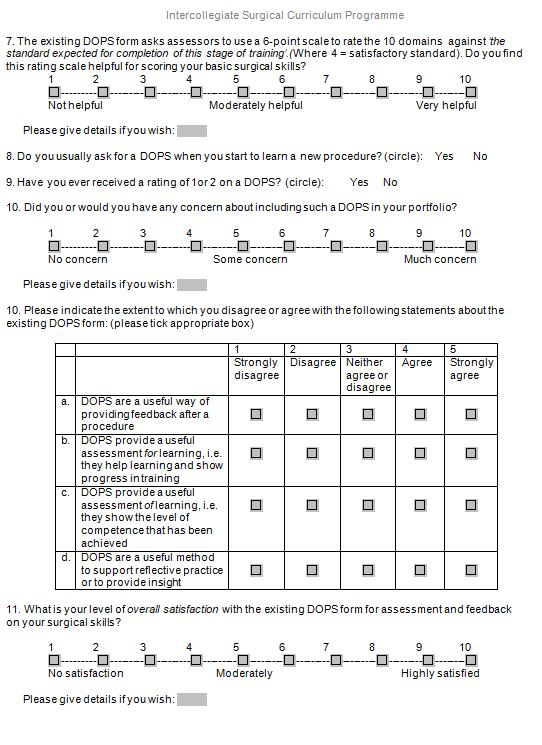 Intercollegiate Surgical Curriculum Programme
7. The existing DOPS form asks assessors to use a 6-point scale to rate the 10 domains against 'the
standard expected for completion of this stage of training'.(Where 4 = satisfactory standard). Do you find
this rating scale helpful for scoring your basic surgical skills?
1 2 3 4 5 6 7 8 9 10
Not helpful Moderately helpful Very helpful
Please give details if you wish:
8. Do you usually ask for a DOPS when you start to learn a new procedure? (circle): Yes No
9. Have you ever received a rating of 1 or 2 on a DOPS? (circle): Yes No
10. Did you or would you have any concern about including such a DOPS in your portfolio?
1 2 3 4 5 6 7 8 9 10
No concern Some concern Much concern
Please give details if you wish:
10. Please indicate the extent to which you disagree or agree with the following statements about the
existing DOPS form: (please tick appropriate box)
1 2 3 4 5
Strongly Disagree Neither Agree Strongly
disagree agree or agree
disagree
a. DOPS are a useful way of
providing feedback after a
procedure
b. DOPS provide a useful
assessment for learning, i.e.
they help learning and show
progress in training
c. DOPS provide a useful
assessment of learning, i.e.
they show the level of
competence that has been
achieved
d. DOPS are a useful method
to support reflective practice
or to provide insight
11. What is your level of overall satisfaction with the existing DOPS form for assessment and feedback
on your surgical skills?
1 2 3 4 5 6 7 8 9 10
No satisfaction Moderately Highly satisfied
Please give details if you wish: